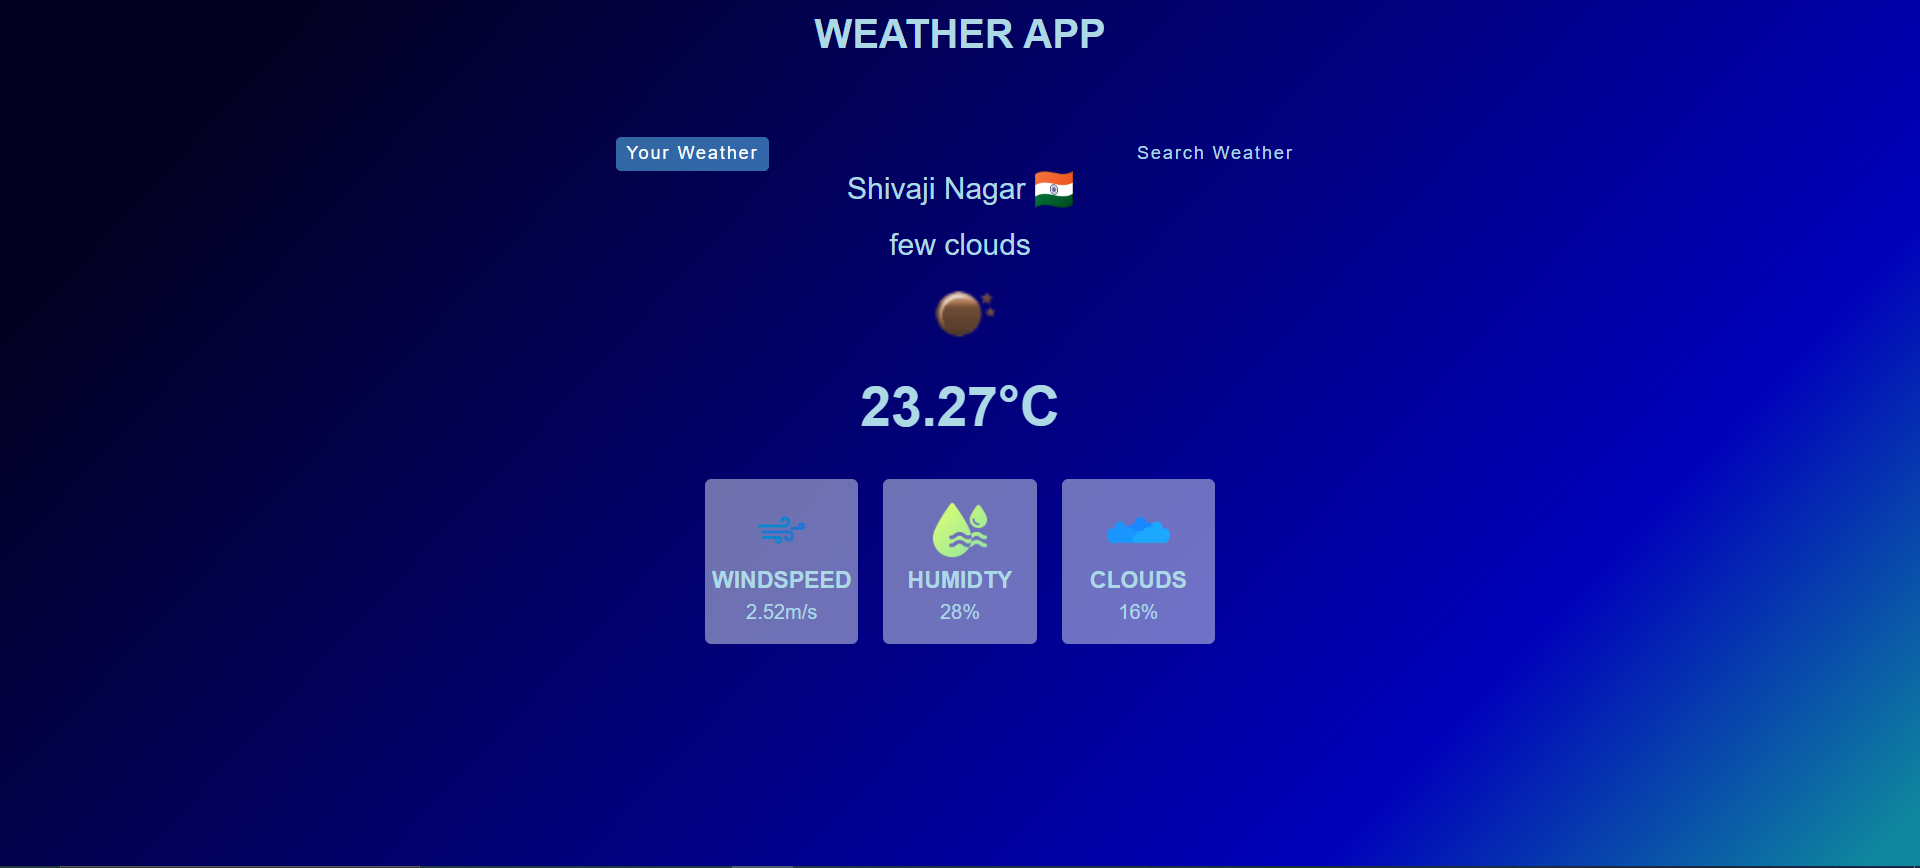 WEATHER APP
Your Weather
Search Weather
Shivaji Nagar
few clouds
23.27°C
WINDSPEED
2.52m/s
HUMIDTY
28%
CLOUDS
16%